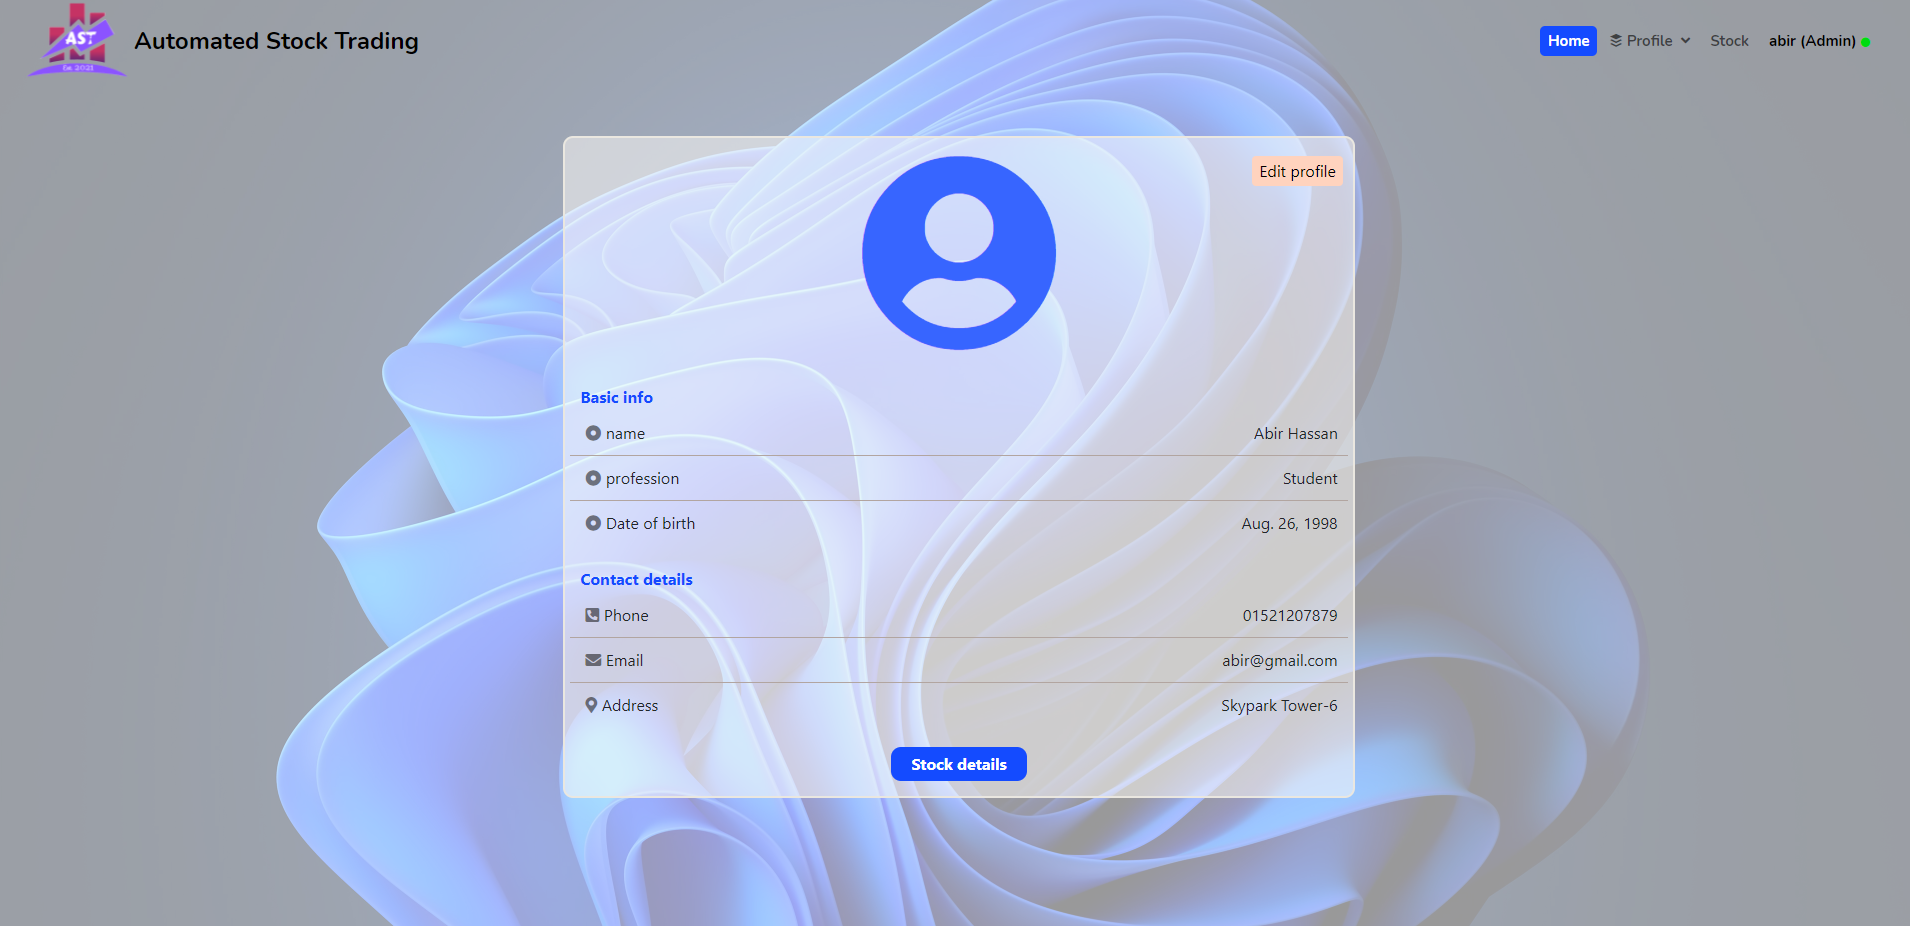 AST
Est. 2021
Automated Stock Trading
Home Profile Stock abir (Admin)
Edit profile
Basic info
name Abir Hassan
profession Student
Date of birth Aug. 26, 1998
Contact details
Phone 01521207879
Email abir@gmail.com
Address Skypark Tower-6
Stock details